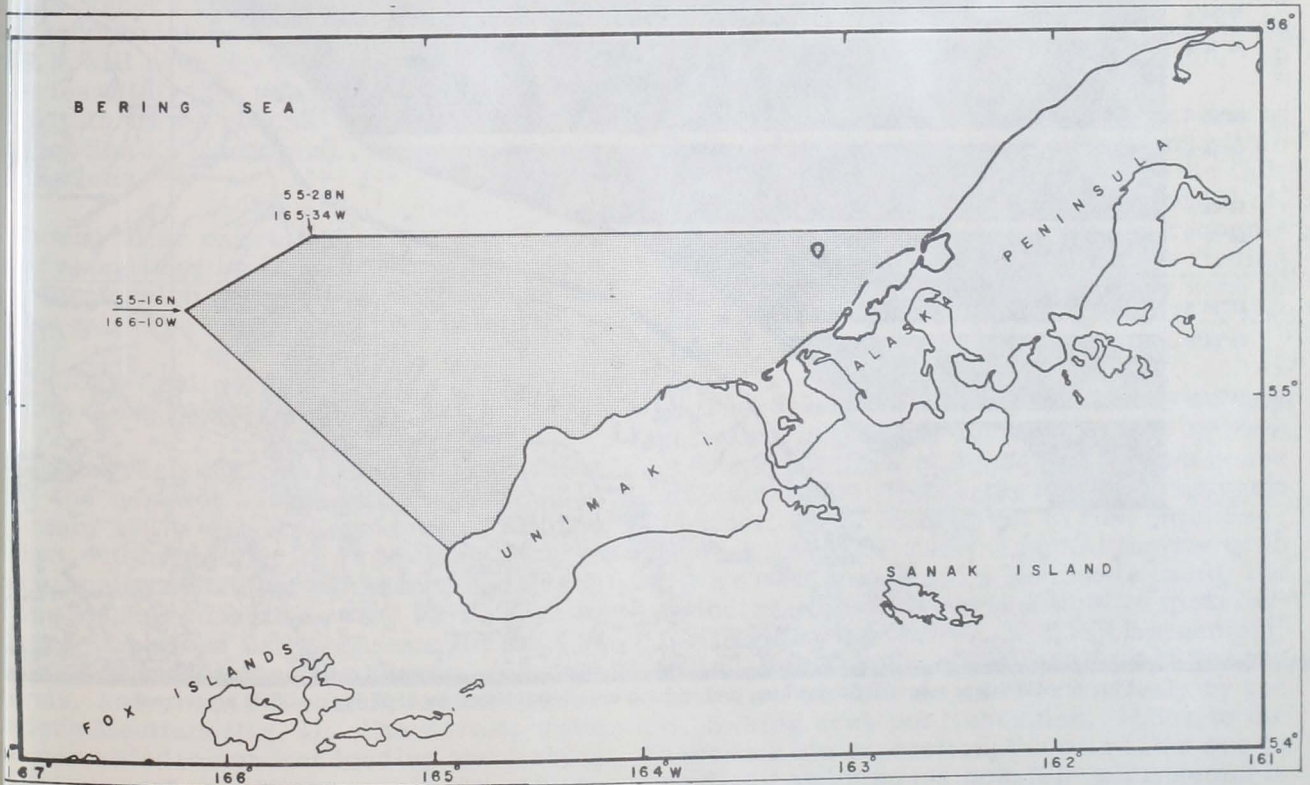 56°
BERING SEA
55-28N
165-34W
55-16N
166-10W
PENINSULA
ALASKA
55°
UNIMAK I.
SANAK ISLAND
FOX ISLANDS
54°
167° 166° 165° 164°W 163° 162° 161°